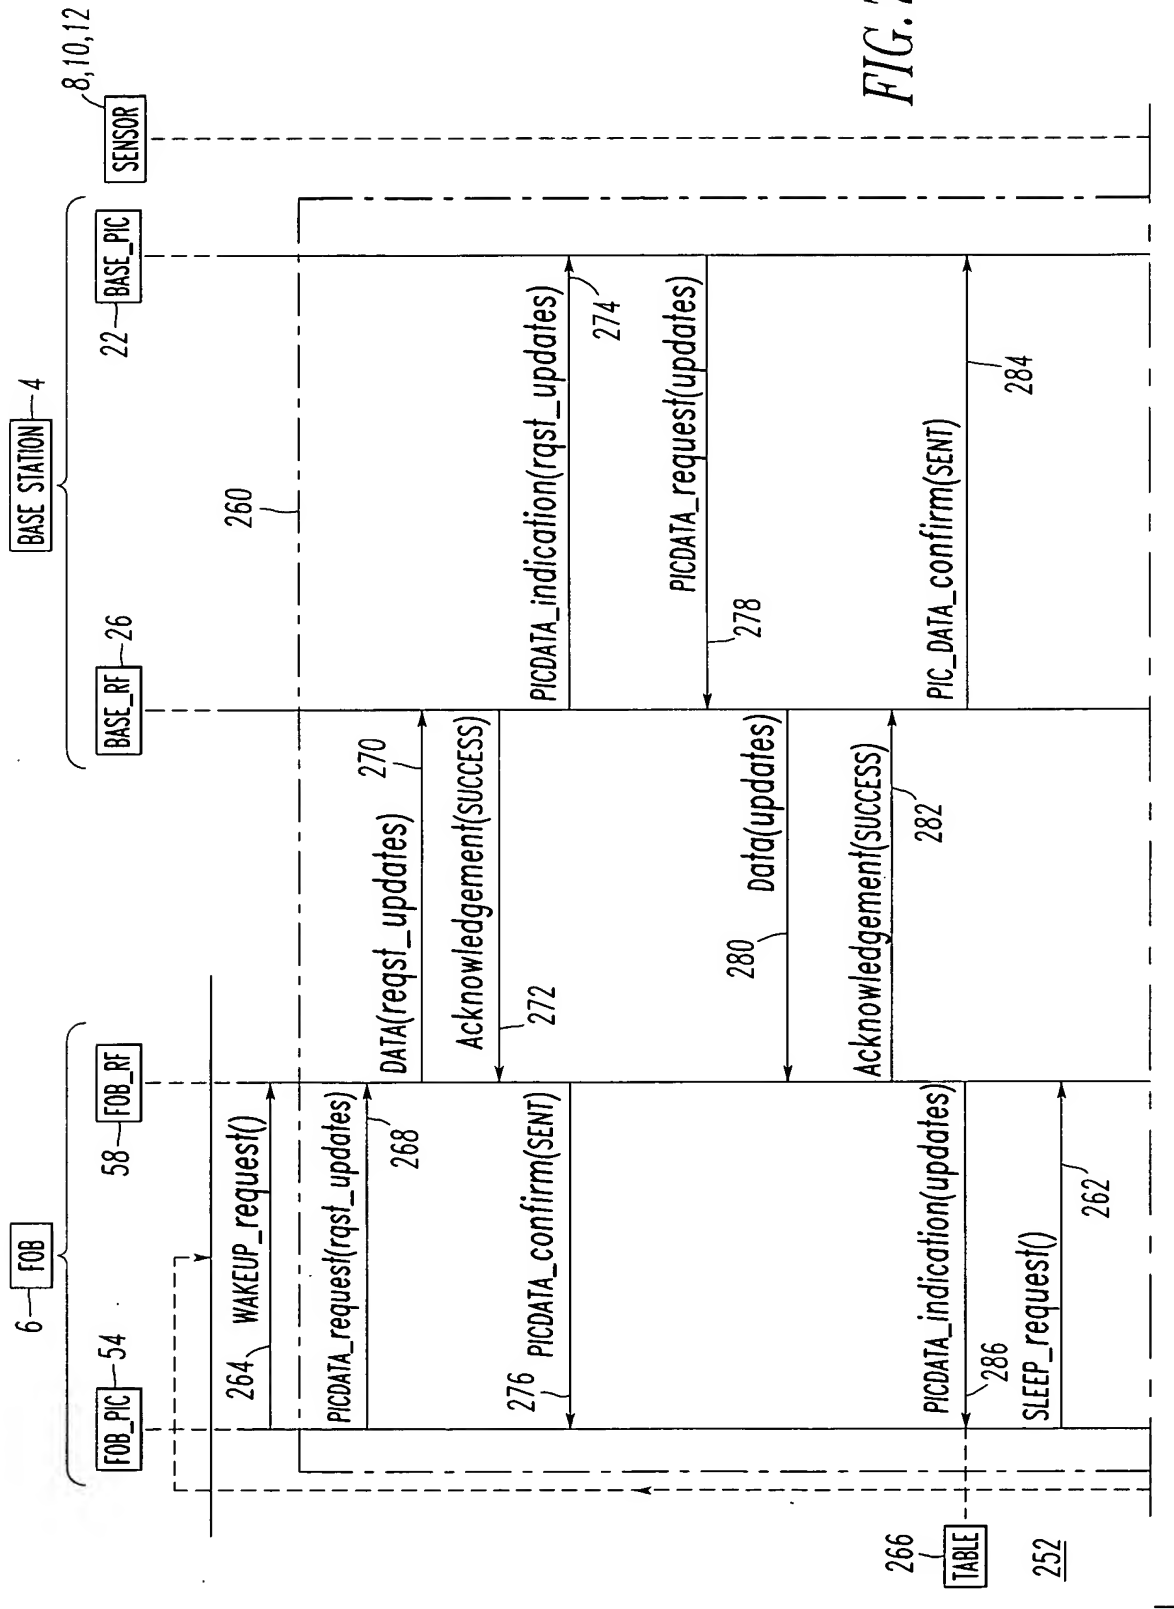 6 FOB
BASE STATION 4
FOB_PIC 54
58 FOB_RF
BASE_RF 26
22 BASE_PIC
SENSOR 8,10,12
264 WAKEUP_request()
260
PICDATA_request(rqst_updates)
268
DATA(reqst_updates)
270
Acknowledgement(SUCCESS)
272
276 PICDATA_confirm(SENT)
PICDATA_indication(rqst_updates)
274
PICDATA_request(updates)
278
Data(updates)
280
Acknowledgement(SUCCESS)
282
PICDATA_indication(updates)
286
PIC_DATA_confirm(SENT)
284
266 TABLE
SLEEP_request()
262
252
FIG.